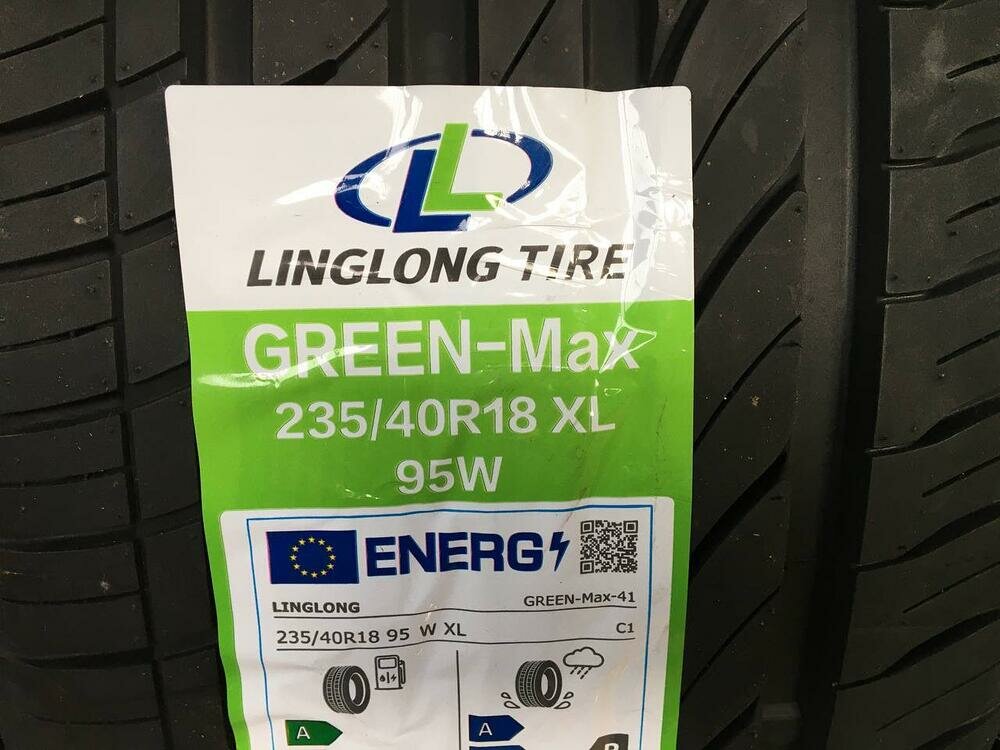 LINGLONG TIRE
GREEN-Max
235/40R18 XL
95W
ENERG
LINGLONG GREEN-Max-41
235/40R18 95 W XL C1
A A
B